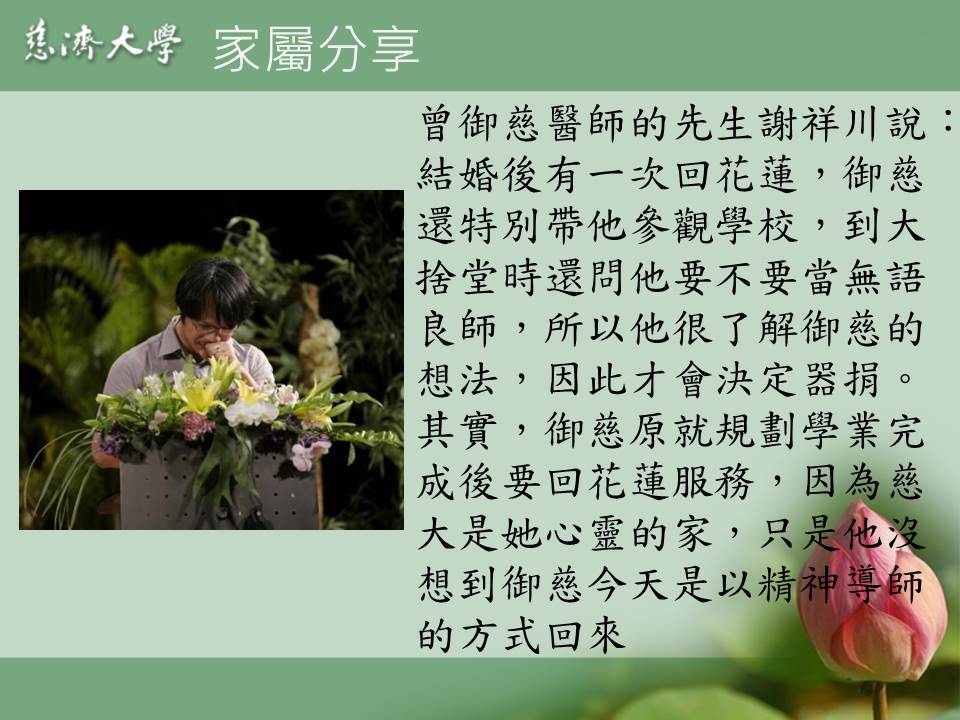 慈濟大學 家屬分享
曾御慈醫師的先生謝祥川說：
結婚後有一次回花蓮，御慈
還特別帶他參觀學校，到大
捨堂時還問他要不要當無語
良師，所以他很了解御慈的
想法，因此才會決定器捐。
其實，御慈原就規劃學業完
成後要回花蓮服務，因為慈
大是她心靈的家，只是他沒
想到御慈今天是以精神導師
的方式回來